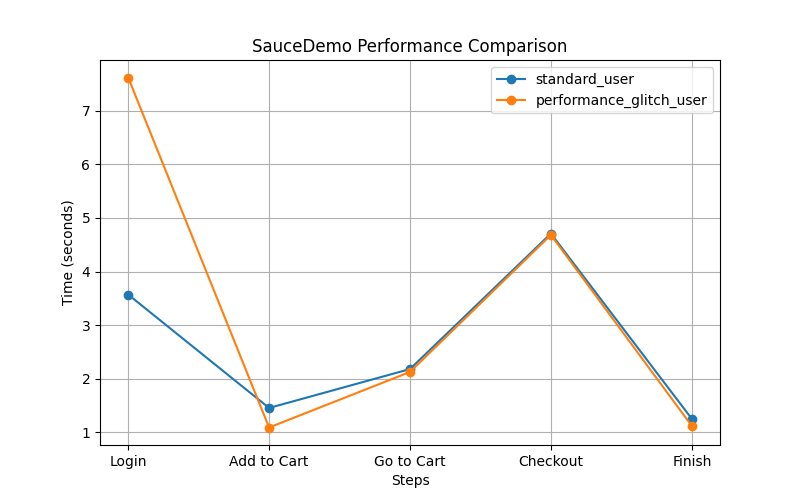 SauceDemo Performance Comparison
standard_user
performance_glitch_user
Time (seconds)
7
6
5
4
3
2
1
Login
Add to Cart
Go to Cart
Checkout
Finish
Steps